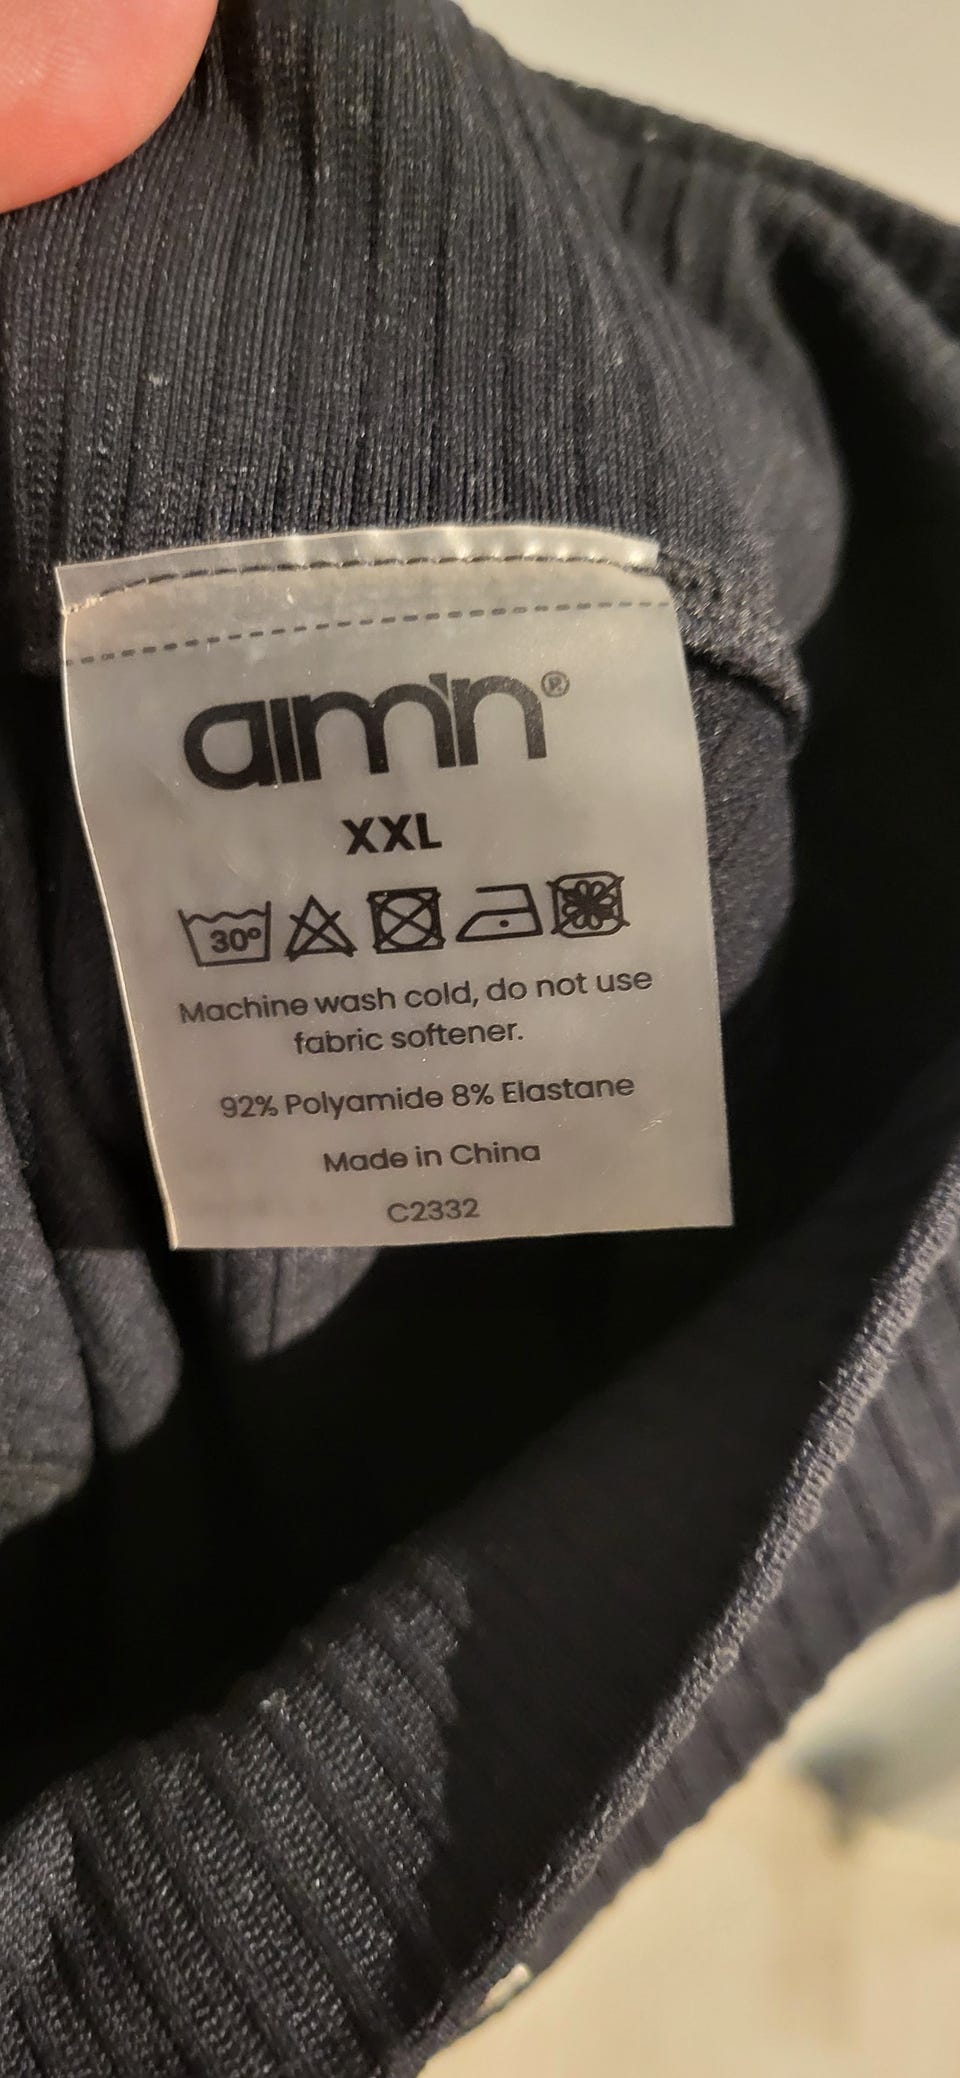 aim'n®
XXL
30°
Machine wash cold, do not use
fabric softener.
92% Polyamide 8% Elastane
Made in China
C2332